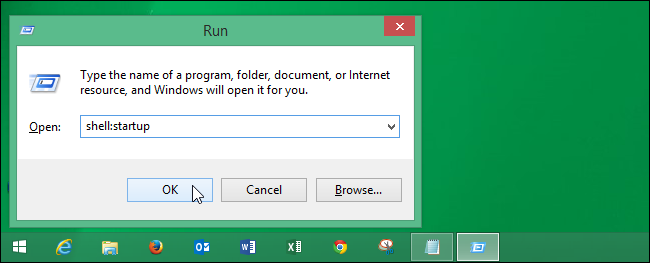 Run
Type the name of a program, folder, document, or Internet
resource, and Windows will open it for you.
Open: shell:startup
OK Cancel Browse...